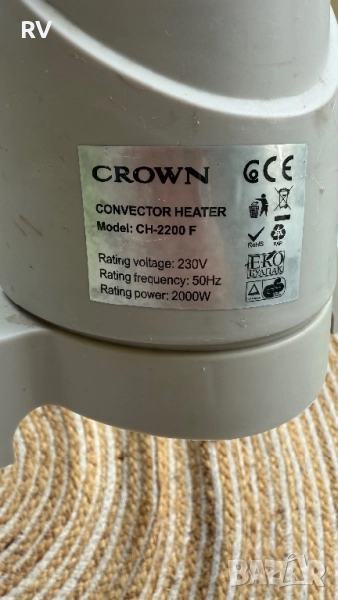 RV
CROWN
CE
CONVECTOR HEATER
Model: CH-2200 F
RoHS
PAP
Rating voltage: 230V
Rating frequency: 50Hz
Rating power: 2000W
EKO
BAZAR